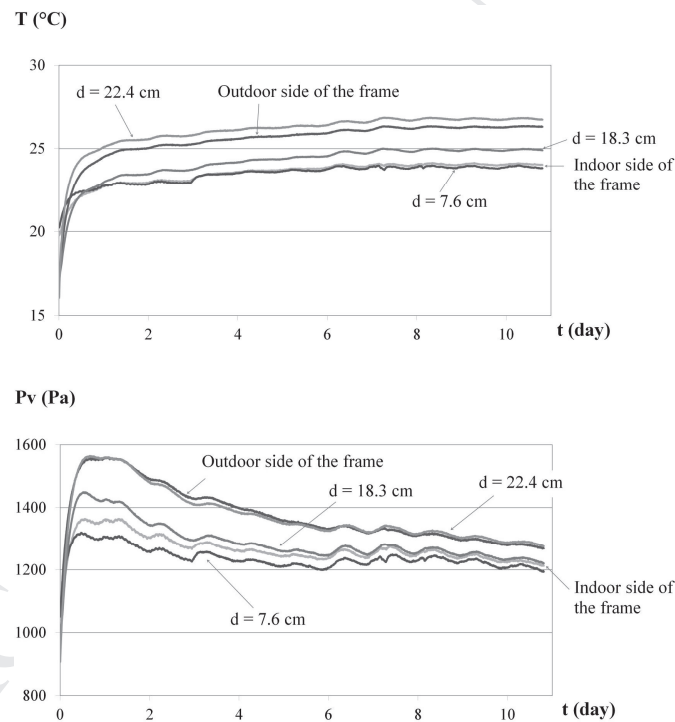 T (°C)
30
d = 22.4 cm
Outdoor side of the frame
25
d = 18.3 cm
Indoor side of
the frame
d = 7.6 cm
20
15
0 2 4 6 8 10
t (day)
Pv (Pa)
1600
Outdoor side of the frame
d = 22.4 cm
d = 18.3 cm
1400
1200
Indoor side of
the frame
d = 7.6 cm
1000
800
0 2 4 6 8 10
t (day)